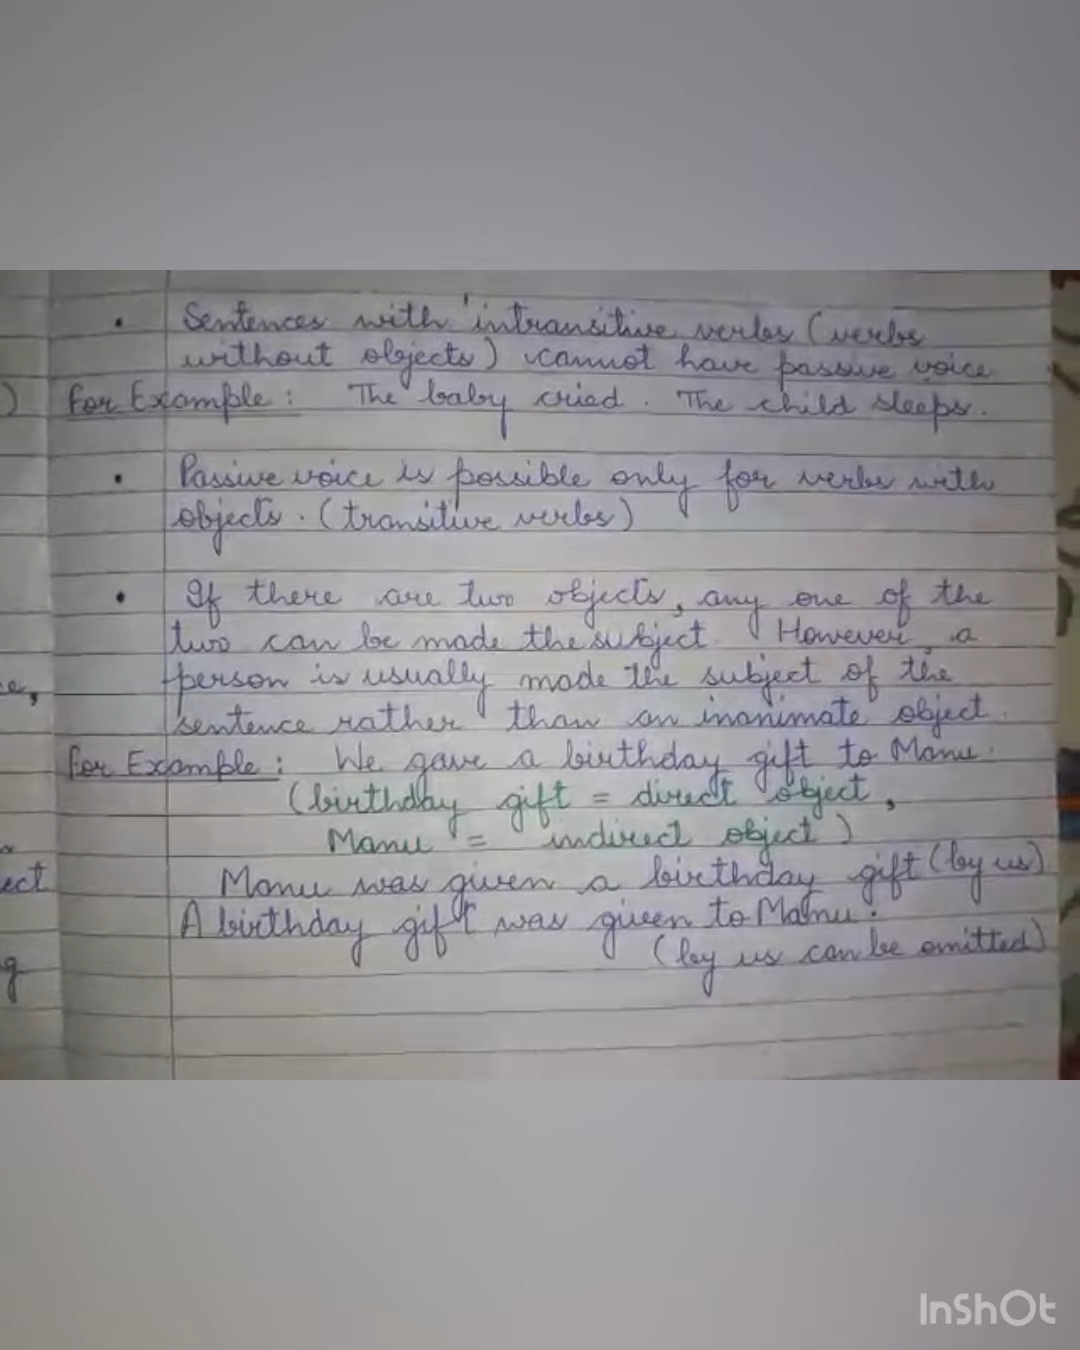 • Sentences with intransitive verbs (verbs
without objects) cannot have passive voice
) For Example: The baby cried. The child sleeps.
• Passive voice is possible only for verbs with
objects. (transitive verbs)
• If there are two objects, any one of the
two can be made the subject. However, a
person is usually made the subject of the
sentence rather than an inanimate object.
For Example: We gave a birthday gift to Manu.
(birthday gift = direct object,
Manu = indirect object)
Manu was given a birthday gift (by us)
A birthday gift was given to Manu.
(by us can be omitted)
InShOt